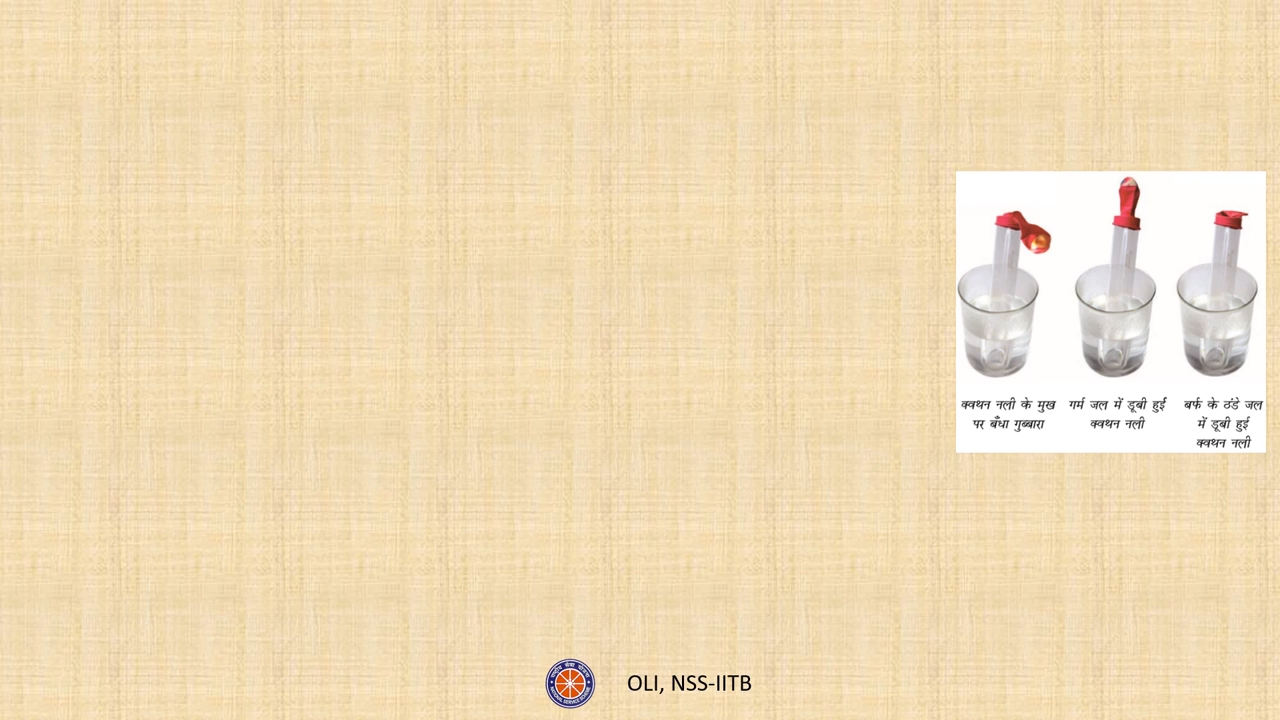 क्वथन नली के मुख
पर बँधा गुब्बारा
गर्म जल में डूबी हुई
क्वथन नली
बर्फ के ठंडे जल
में डूबी हुई
क्वथन नली
OLI, NSS-IITB